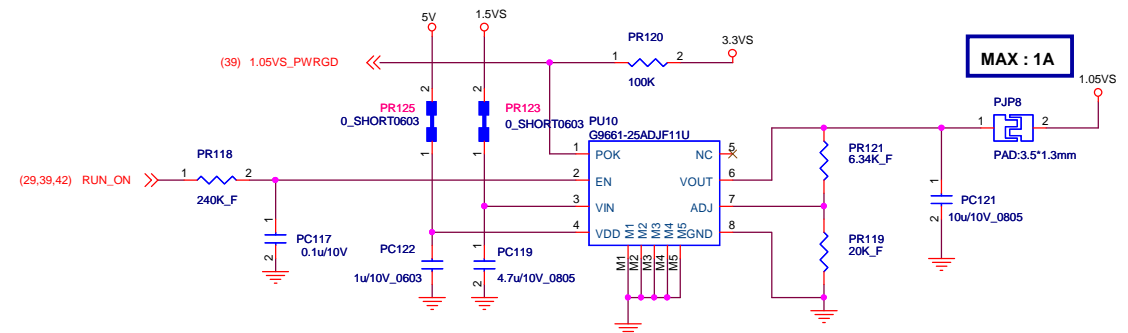 5V
1.5VS
PR120
3.3VS
(39) 1.05VS_PWRGD
1
2
100K
MAX : 1A
1.05VS
2
2
PR125
0_SHORT0603
PR123
0_SHORT0603
PU10
G9661-25ADJF11U
PJP8
1
2
PAD:3.5*1.3mm
1
1
1
POK
NC
5
PR121
6.34K_F
PR118
(29,39,42) RUN_ON
1
2
240K_F
2
EN
VOUT
6
3
VIN
ADJ
7
4
VDD
GND
8
M1
M2
M3
M4
M5
M1
M2
M3
M4
M5
1
PC121
10u/10V_0805
2
1
PC117
0.1u/10V
2
PC122
1u/10V_0603
1
PC119
4.7u/10V_0805
2
PR119
20K_F